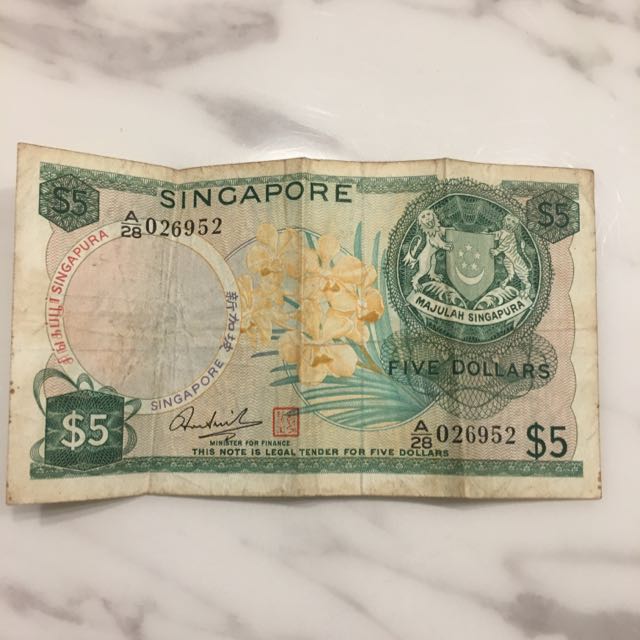 $5
SINGAPORE
$5
A/28 026952
SINGAPURA
新加坡
SINGAPORE
MAJULAH SINGAPURA
FIVE DOLLARS
$5
MINISTER FOR FINANCE
THIS NOTE IS LEGAL TENDER FOR FIVE DOLLARS
A/28 026952
$5